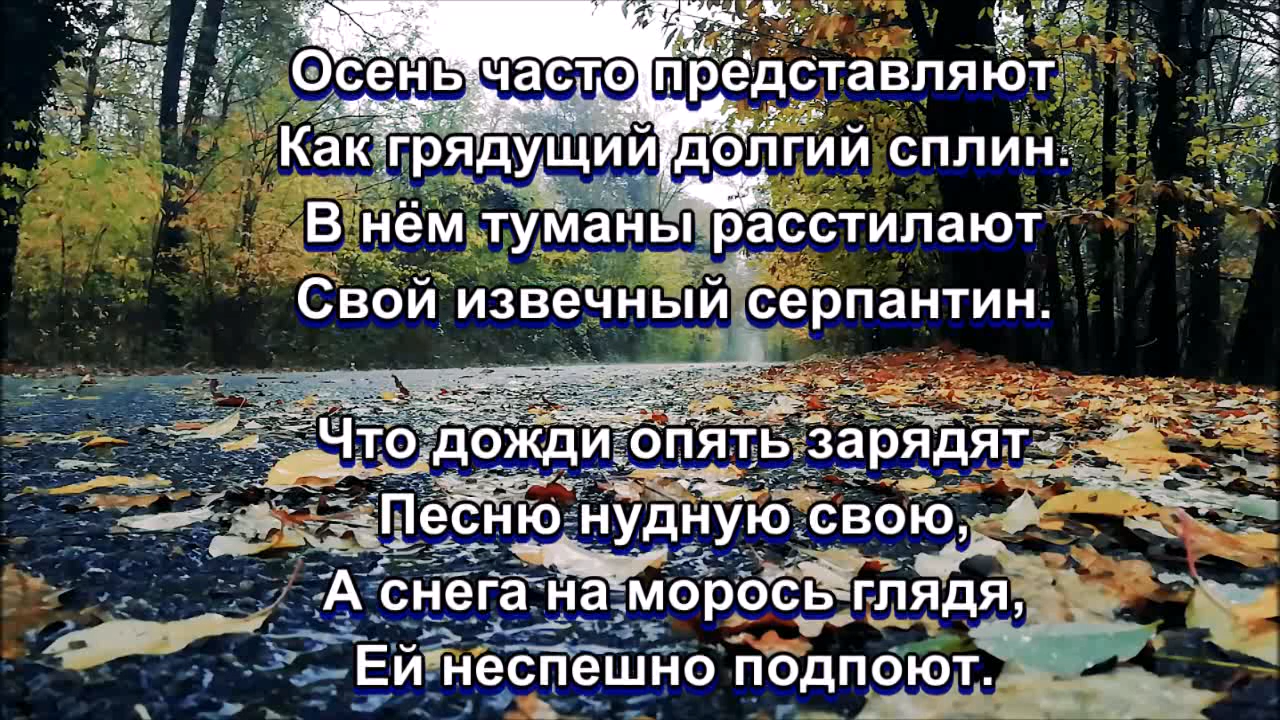 Осень часто представляют
Как грядущий долгий сплин.
В нём туманы расстилают
Свой извечный серпантин.
Что дожди опять зарядят
Песню нудную свою,
А снега на морось глядя,
Ей неспешно подпоют.